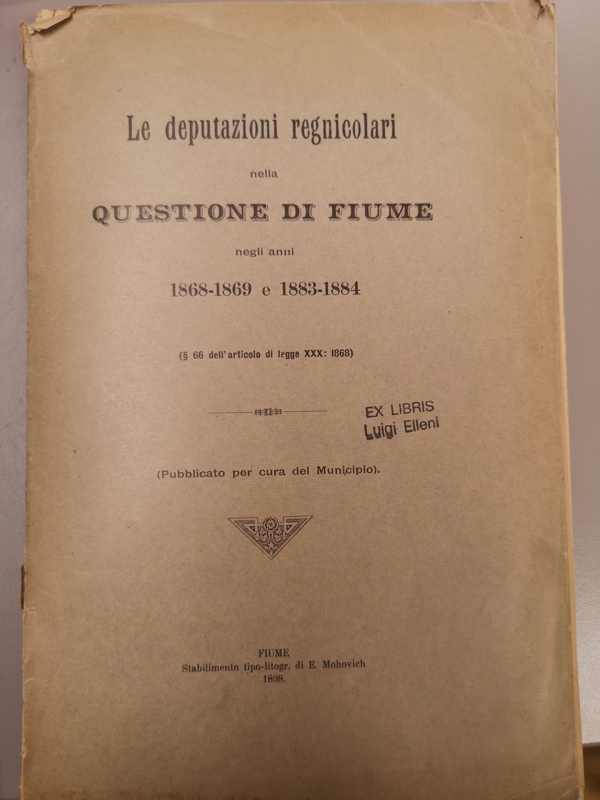 Le deputazioni regnicolari
nella
QUESTIONE DI FIUME
negli anni
1868-1869 e 1883-1884
(§ 66 dell'articolo di legge XXX: 1868)
EX LIBRIS
Luigi Elleni
(Pubblicato per cura del Municipio).
FIUME
Stabilimento tipo-litogr. di E. Mohovich
1898.